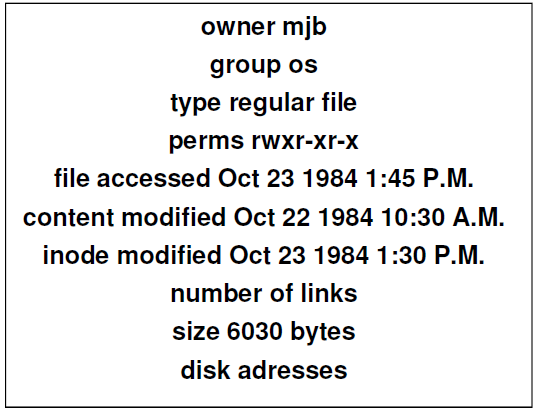 owner mjb
group os
type regular file
perms rwxr-xr-x
file accessed Oct 23 1984 1:45 P.M.
content modified Oct 22 1984 10:30 A.M.
inode modified Oct 23 1984 1:30 P.M.
number of links
size 6030 bytes
disk adresses